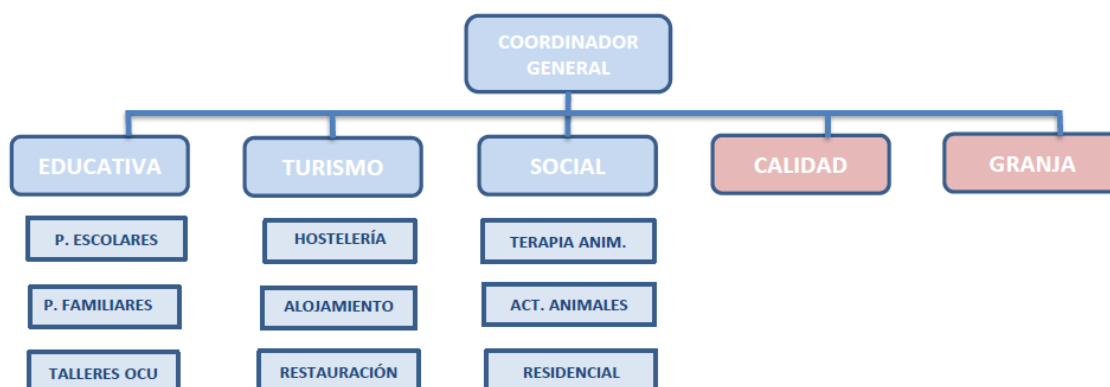 COORDINADOR
GENERAL
EDUCATIVA
TURISMO
SOCIAL
CALIDAD
GRANJA
P. ESCOLARES
HOSTELERÍA
TERAPIA ANIM.
P. FAMILIARES
ALOJAMIENTO
ACT. ANIMALES
TALLERES OCU
RESTAURACIÓN
RESIDENCIAL